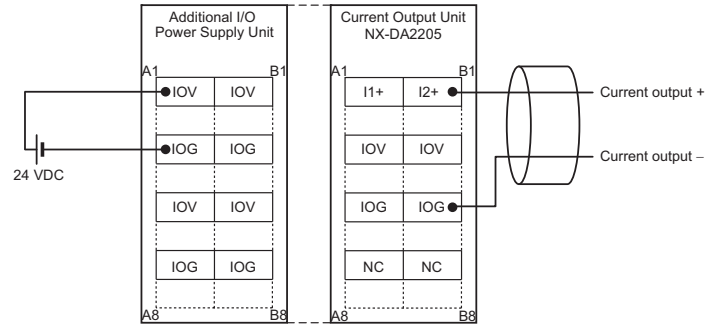 Additional I/O
Power Supply Unit
Current Output Unit
NX-DA2205
A1 B1 A1 B1
IOV IOV I1+ I2+ Current output +
IOG IOG IOV IOV Current output –
24 VDC
IOV IOV IOG IOG
IOG IOG NC NC
A8 B8 A8 B8